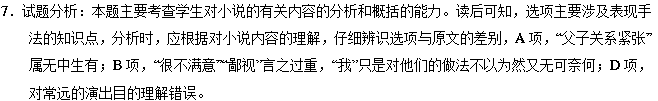 7．试题分析：本题主要考查学生对小说的有关内容的分析和概括的能力。读后可知，选项主要涉及表现手
法的知识点，分析时，应根据对小说内容的理解，仔细辨识选项与原文的差别，A 项，“父子关系紧张”
属无中生有；B 项，“很不满意”“鄙视”言之过重，“我”只是对他们的做法不以为然又无可奈何；D 项，
对常远的演出目的理解错误。